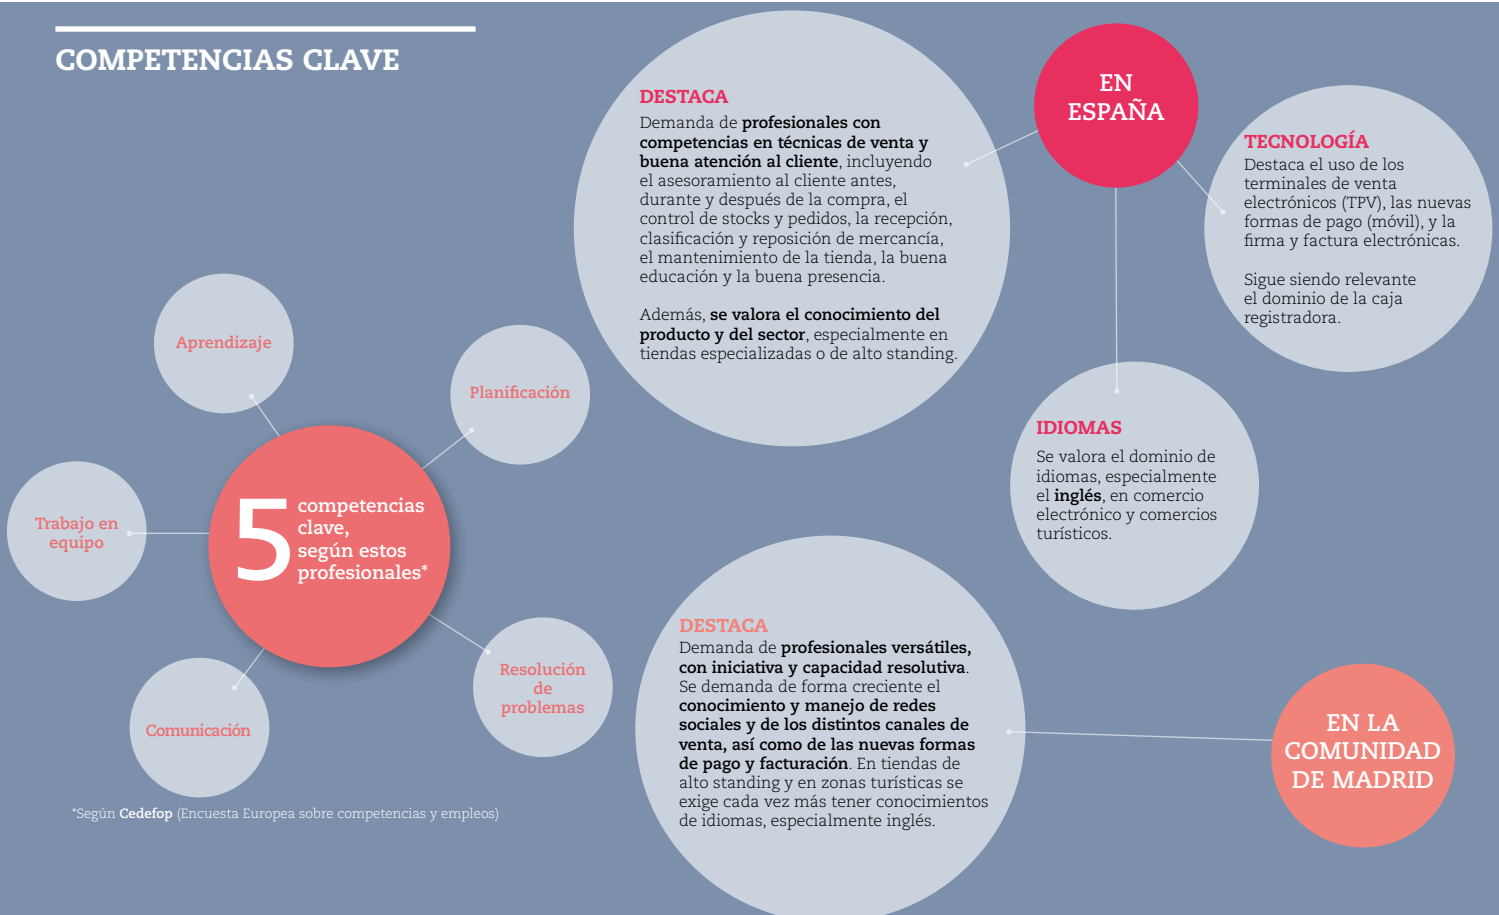 COMPETENCIAS CLAVE
Aprendizaje
Planificación
Trabajo en
equipo
5
competencias
clave,
según estos
profesionales*
Comunicación
Resolución
de
problemas
*Según Cedefop (Encuesta Europea sobre competencias y empleos)
EN
ESPAÑA
DESTACA
Demanda de profesionales con
competencias en técnicas de venta y
buena atención al cliente, incluyendo
el asesoramiento al cliente antes,
durante y después de la compra, el
control de stocks y pedidos, la recepción,
clasificación y reposición de mercancía,
el mantenimiento de la tienda, la buena
educación y la buena presencia.
Además, se valora el conocimiento del
producto y del sector, especialmente en
tiendas especializadas o de alto standing.
TECNOLOGÍA
Destaca el uso de los
terminales de venta
electrónicos (TPV), las nuevas
formas de pago (móvil), y la
firma y factura electrónicas.
Sigue siendo relevante
el dominio de la caja
registradora.
IDIOMAS
Se valora el dominio de
idiomas, especialmente
el inglés, en comercio
electrónico y comercios
turísticos.
DESTACA
Demanda de profesionales versátiles,
con iniciativa y capacidad resolutiva.
Se demanda de forma creciente el
conocimiento y manejo de redes
sociales y de los distintos canales de
venta, así como de las nuevas formas
de pago y facturación. En tiendas de
alto standing y en zonas turísticas se
exige cada vez más tener conocimientos
de idiomas, especialmente inglés.
EN LA
COMUNIDAD
DE MADRID